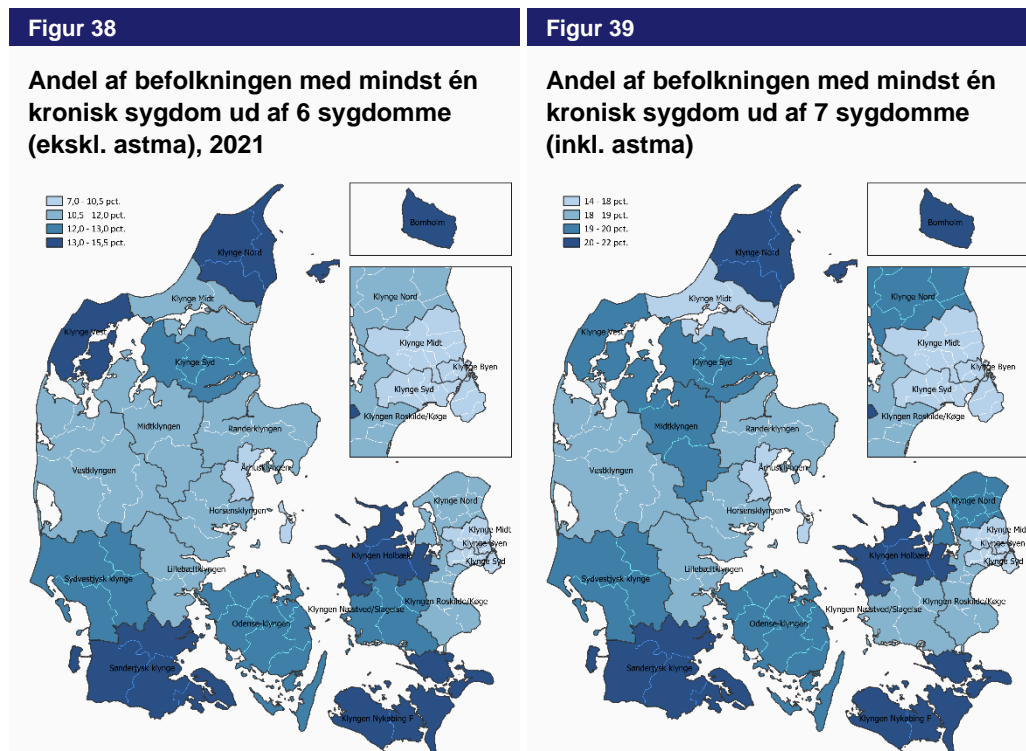 Figur 38
Andel af befolkningen med mindst én
kronisk sygdom ud af 6 sygdomme
(ekskl. astma), 2021
7,0 - 10,5 pct.
10,5 - 12,0 pct.
12,0 - 13,0 pct.
13,0 - 15,5 pct.
Bornholm
Klynge Nord
Klynge Midt
Klynge Vest
Klynge Syd
Klynge Nord
Klynge Midt
Klynge Byen
Klynge Syd
Klyngen Roskilde/Køge
Midtklyngen
Randersklyngen
Vestklyngen
Århusklyngen
Horsensklyngen
Klynge Nord
Klynge Midt
Klynge Byen
Klynge Syd
Klyngen Holbæk
Sydvestjysk klynge
Lillebæltklyngen
Klyngen Roskilde/Køge
Klyngen Næstved/Slagelse
Odense-klyngen
Sønderjysk klynge
Klyngen Nykøbing F
Figur 39
Andel af befolkningen med mindst én
kronisk sygdom ud af 7 sygdomme
(inkl. astma)
14 - 18 pct.
18 - 19 pct.
19 - 20 pct.
20 - 22 pct.
Bornholm
Klynge Nord
Klynge Midt
Klynge Vest
Klynge Syd
Klynge Nord
Klynge Midt
Klynge Byen
Klynge Syd
Klyngen Roskilde/Køge
Midtklyngen
Randersklyngen
Vestklyngen
Århusklyngen
Horsensklyngen
Klynge Nord
Klynge Midt
Klynge Byen
Klynge Syd
Klyngen Holbæk
Sydvestjysk klynge
Lillebæltklyngen
Klyngen Roskilde/Køge
Klyngen Næstved/Slagelse
Odense-klyngen
Sønderjysk klynge
Klyngen Nykøbing F